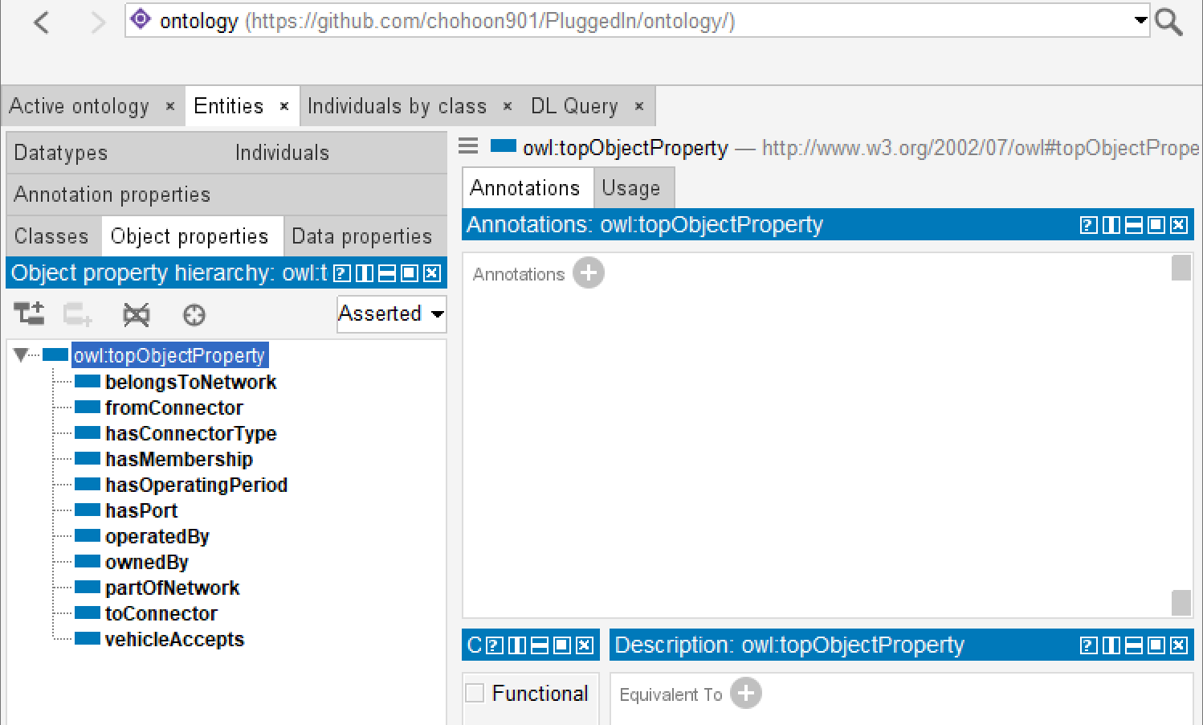 ontology (https://github.com/chohoon901/PluggedIn/ontology/)
Active ontology × Entities × Individuals by class × DL Query ×
Datatypes Individuals
Annotation properties
Classes Object properties Data properties
Object property hierarchy: owl:t
Asserted
owl:topObjectProperty
belongsToNetwork
fromConnector
hasConnectorType
hasMembership
hasOperatingPeriod
hasPort
operatedBy
ownedBy
partOfNetwork
toConnector
vehicleAccepts
owl:topObjectProperty — http://www.w3.org/2002/07/owl#topObjectPrope
Annotations Usage
Annotations: owl:topObjectProperty
Annotations
C
Functional
Description: owl:topObjectProperty
Equivalent To